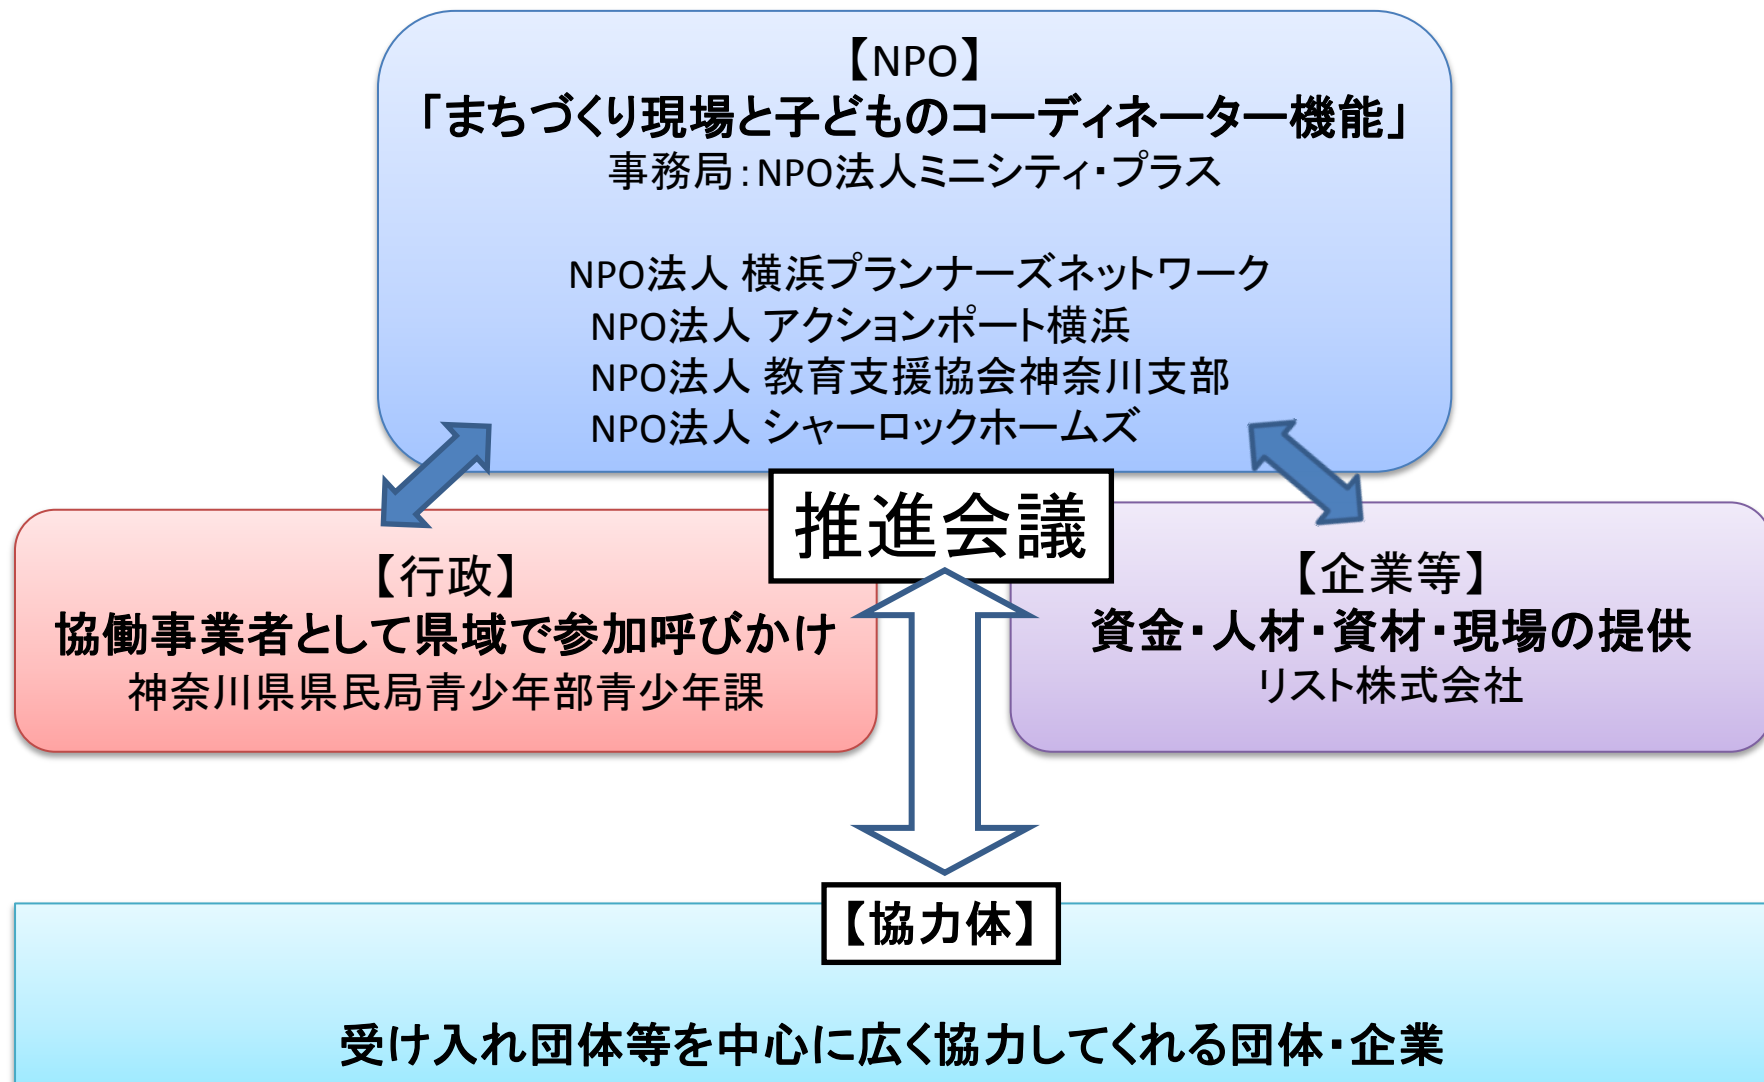 【NPO】
「まちづくり現場と子どものコーディネーター機能」
事務局：NPO法人ミニシティ・プラス
NPO法人 横浜プランナーズネットワーク
NPO法人 アクションポート横浜
NPO法人 教育支援協会神奈川支部
NPO法人 シャーロックホームズ
推進会議
【行政】
協働事業者として県域で参加呼びかけ
神奈川県県民局青少年部青少年課
【企業等】
資金・人材・資材・現場の提供
リスト株式会社
【協力体】
受け入れ団体等を中心に広く協力してくれる団体・企業